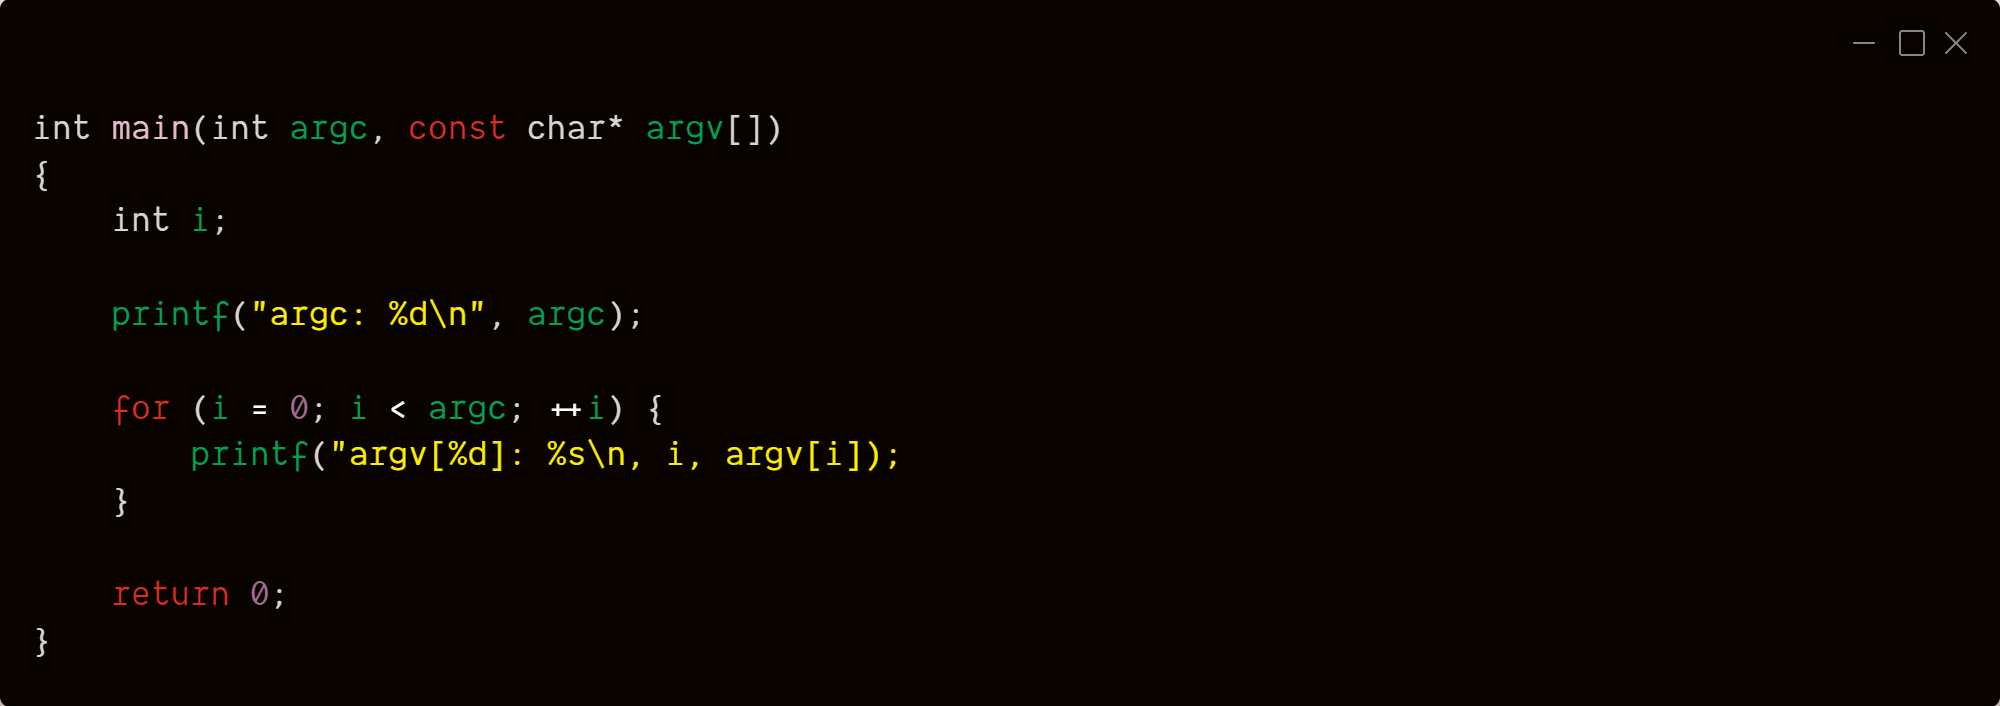 int main(int argc, const char* argv[])
{
    int i;

    printf("argc: %d\n", argc);

    for (i = 0; i < argc; ++i) {
        printf("argv[%d]: %s\n, i, argv[i]);
    }

    return 0;
}